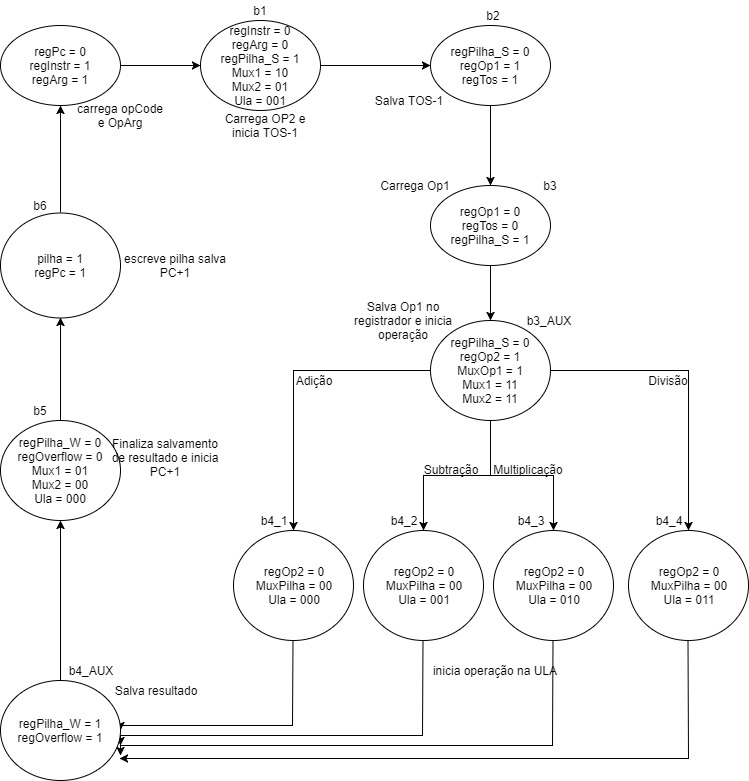 regPc = 0
regInstr = 1
regArg = 1
carrega opCode
e OpArg
b1
regInstr = 0
regArg = 0
regPilha_S = 1
Mux1 = 10
Mux2 = 01
Ula = 001
Carrega OP2 e
inicia TOS-1
b2
regPilha_S = 0
regOp1 = 1
regTos = 1
Salva TOS-1
Carrega Op1
b3
regOp1 = 0
regTos = 0
regPilha_S = 1
Salva Op1 no
registrador e inicia
operação
b3_AUX
regPilha_S = 0
regOp2 = 1
MuxOp1 = 1
Mux1 = 11
Mux2 = 11
Adição
Subtração
Multiplicação
Divisão
b4_1
regOp2 = 0
MuxPilha = 00
Ula = 000
b4_2
regOp2 = 0
MuxPilha = 00
Ula = 001
b4_3
regOp2 = 0
MuxPilha = 00
Ula = 010
b4_4
regOp2 = 0
MuxPilha = 00
Ula = 011
inicia operação na ULA
b4_AUX
Salva resultado
regPilha_W = 1
regOverflow = 1
b5
regPilha_W = 0
regOverflow = 0
Mux1 = 01
Mux2 = 00
Ula = 000
Finaliza salvamento
de resultado e inicia
PC+1
b6
pilha = 1
regPc = 1
escreve pilha salva
PC+1